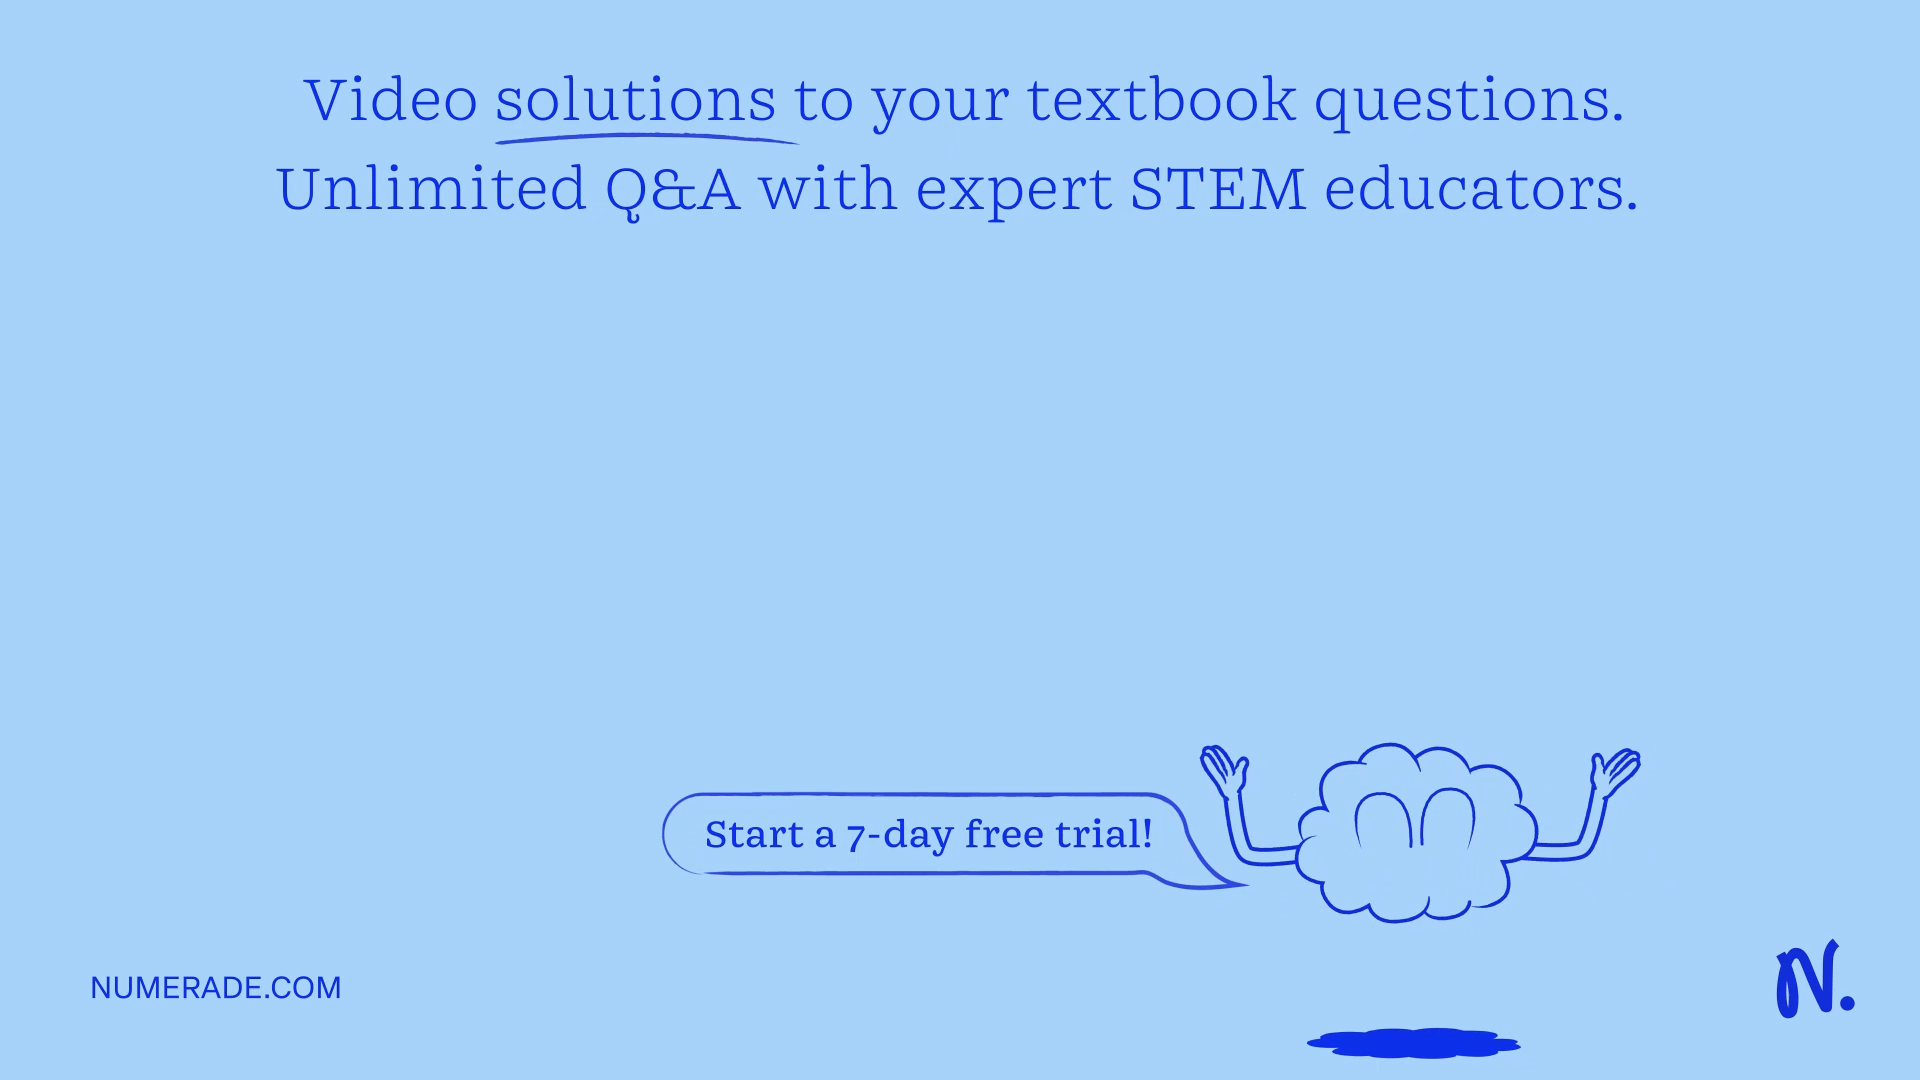 Video solutions to your textbook questions.
Unlimited Q&A with expert STEM educators.
Start a 7-day free trial!
NUMERADE.COM
N.